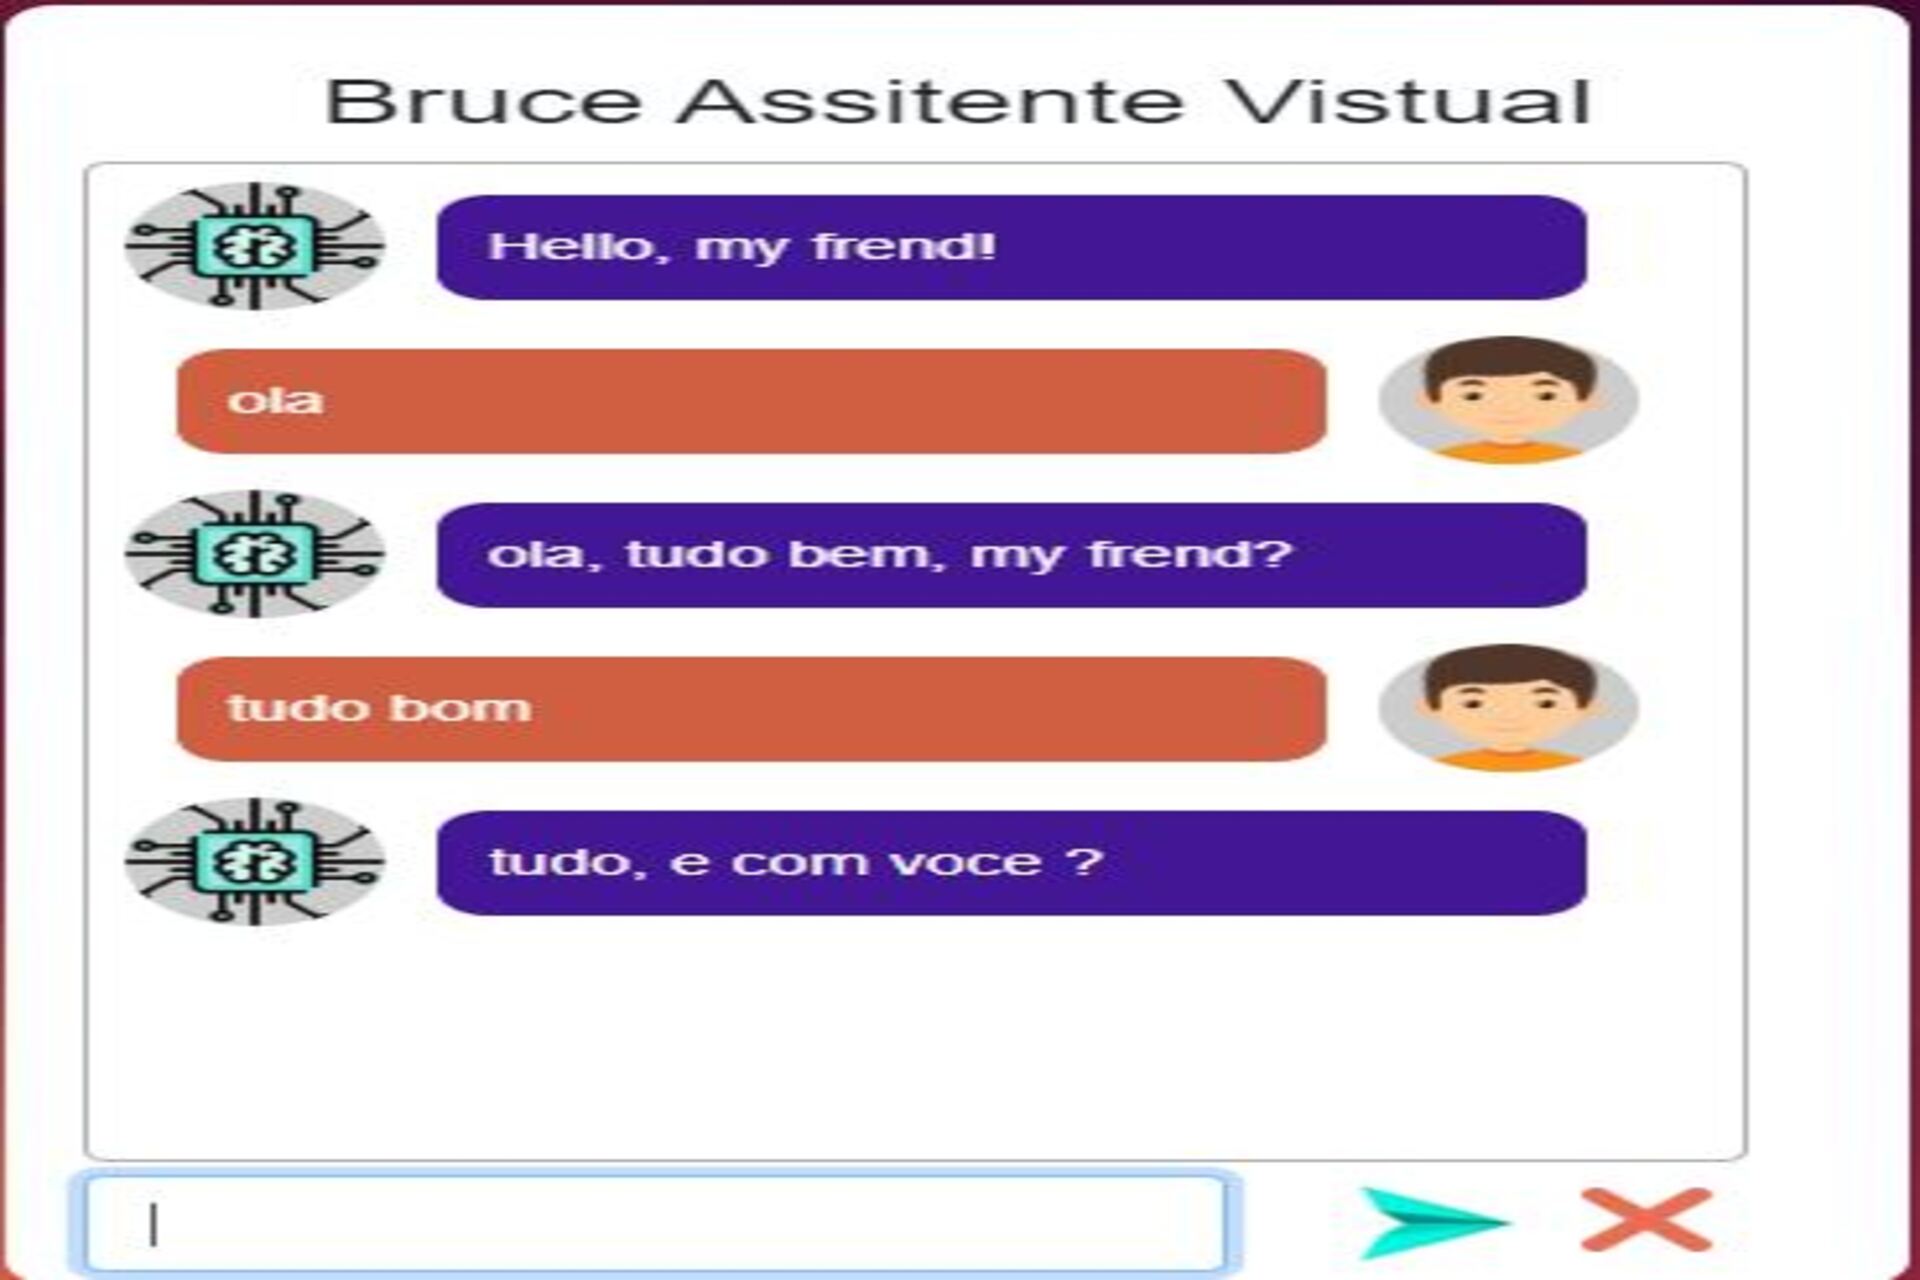 Bruce Assitente Vistual
Hello, my frend!
ola
ola, tudo bem, my frend?
tudo bom
tudo, e com voce ?